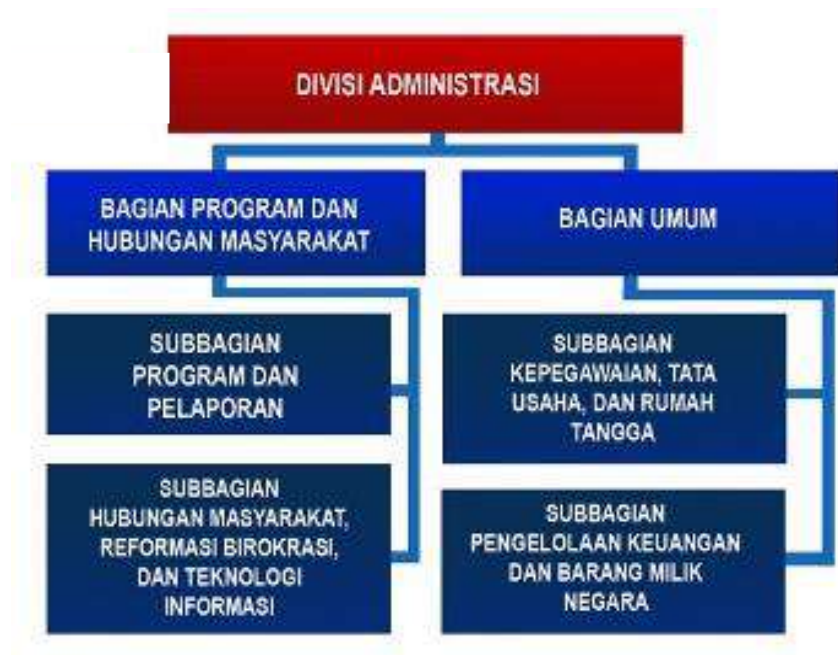 DIVISI ADMINISTRASI
BAGIAN PROGRAM DAN
HUBUNGAN MASYARAKAT
BAGIAN UMUM
SUBBAGIAN
PROGRAM DAN
PELAPORAN
SUBBAGIAN
HUBUNGAN MASYARAKAT,
REFORMASI BIROKRASI,
DAN TEKNOLOGI
INFORMASI
SUBBAGIAN
KEPEGAWAIAN, TATA
USAHA, DAN RUMAH
TANGGA
SUBBAGIAN
PENGELOLAAN KEUANGAN
DAN BARANG MILIK
NEGARA